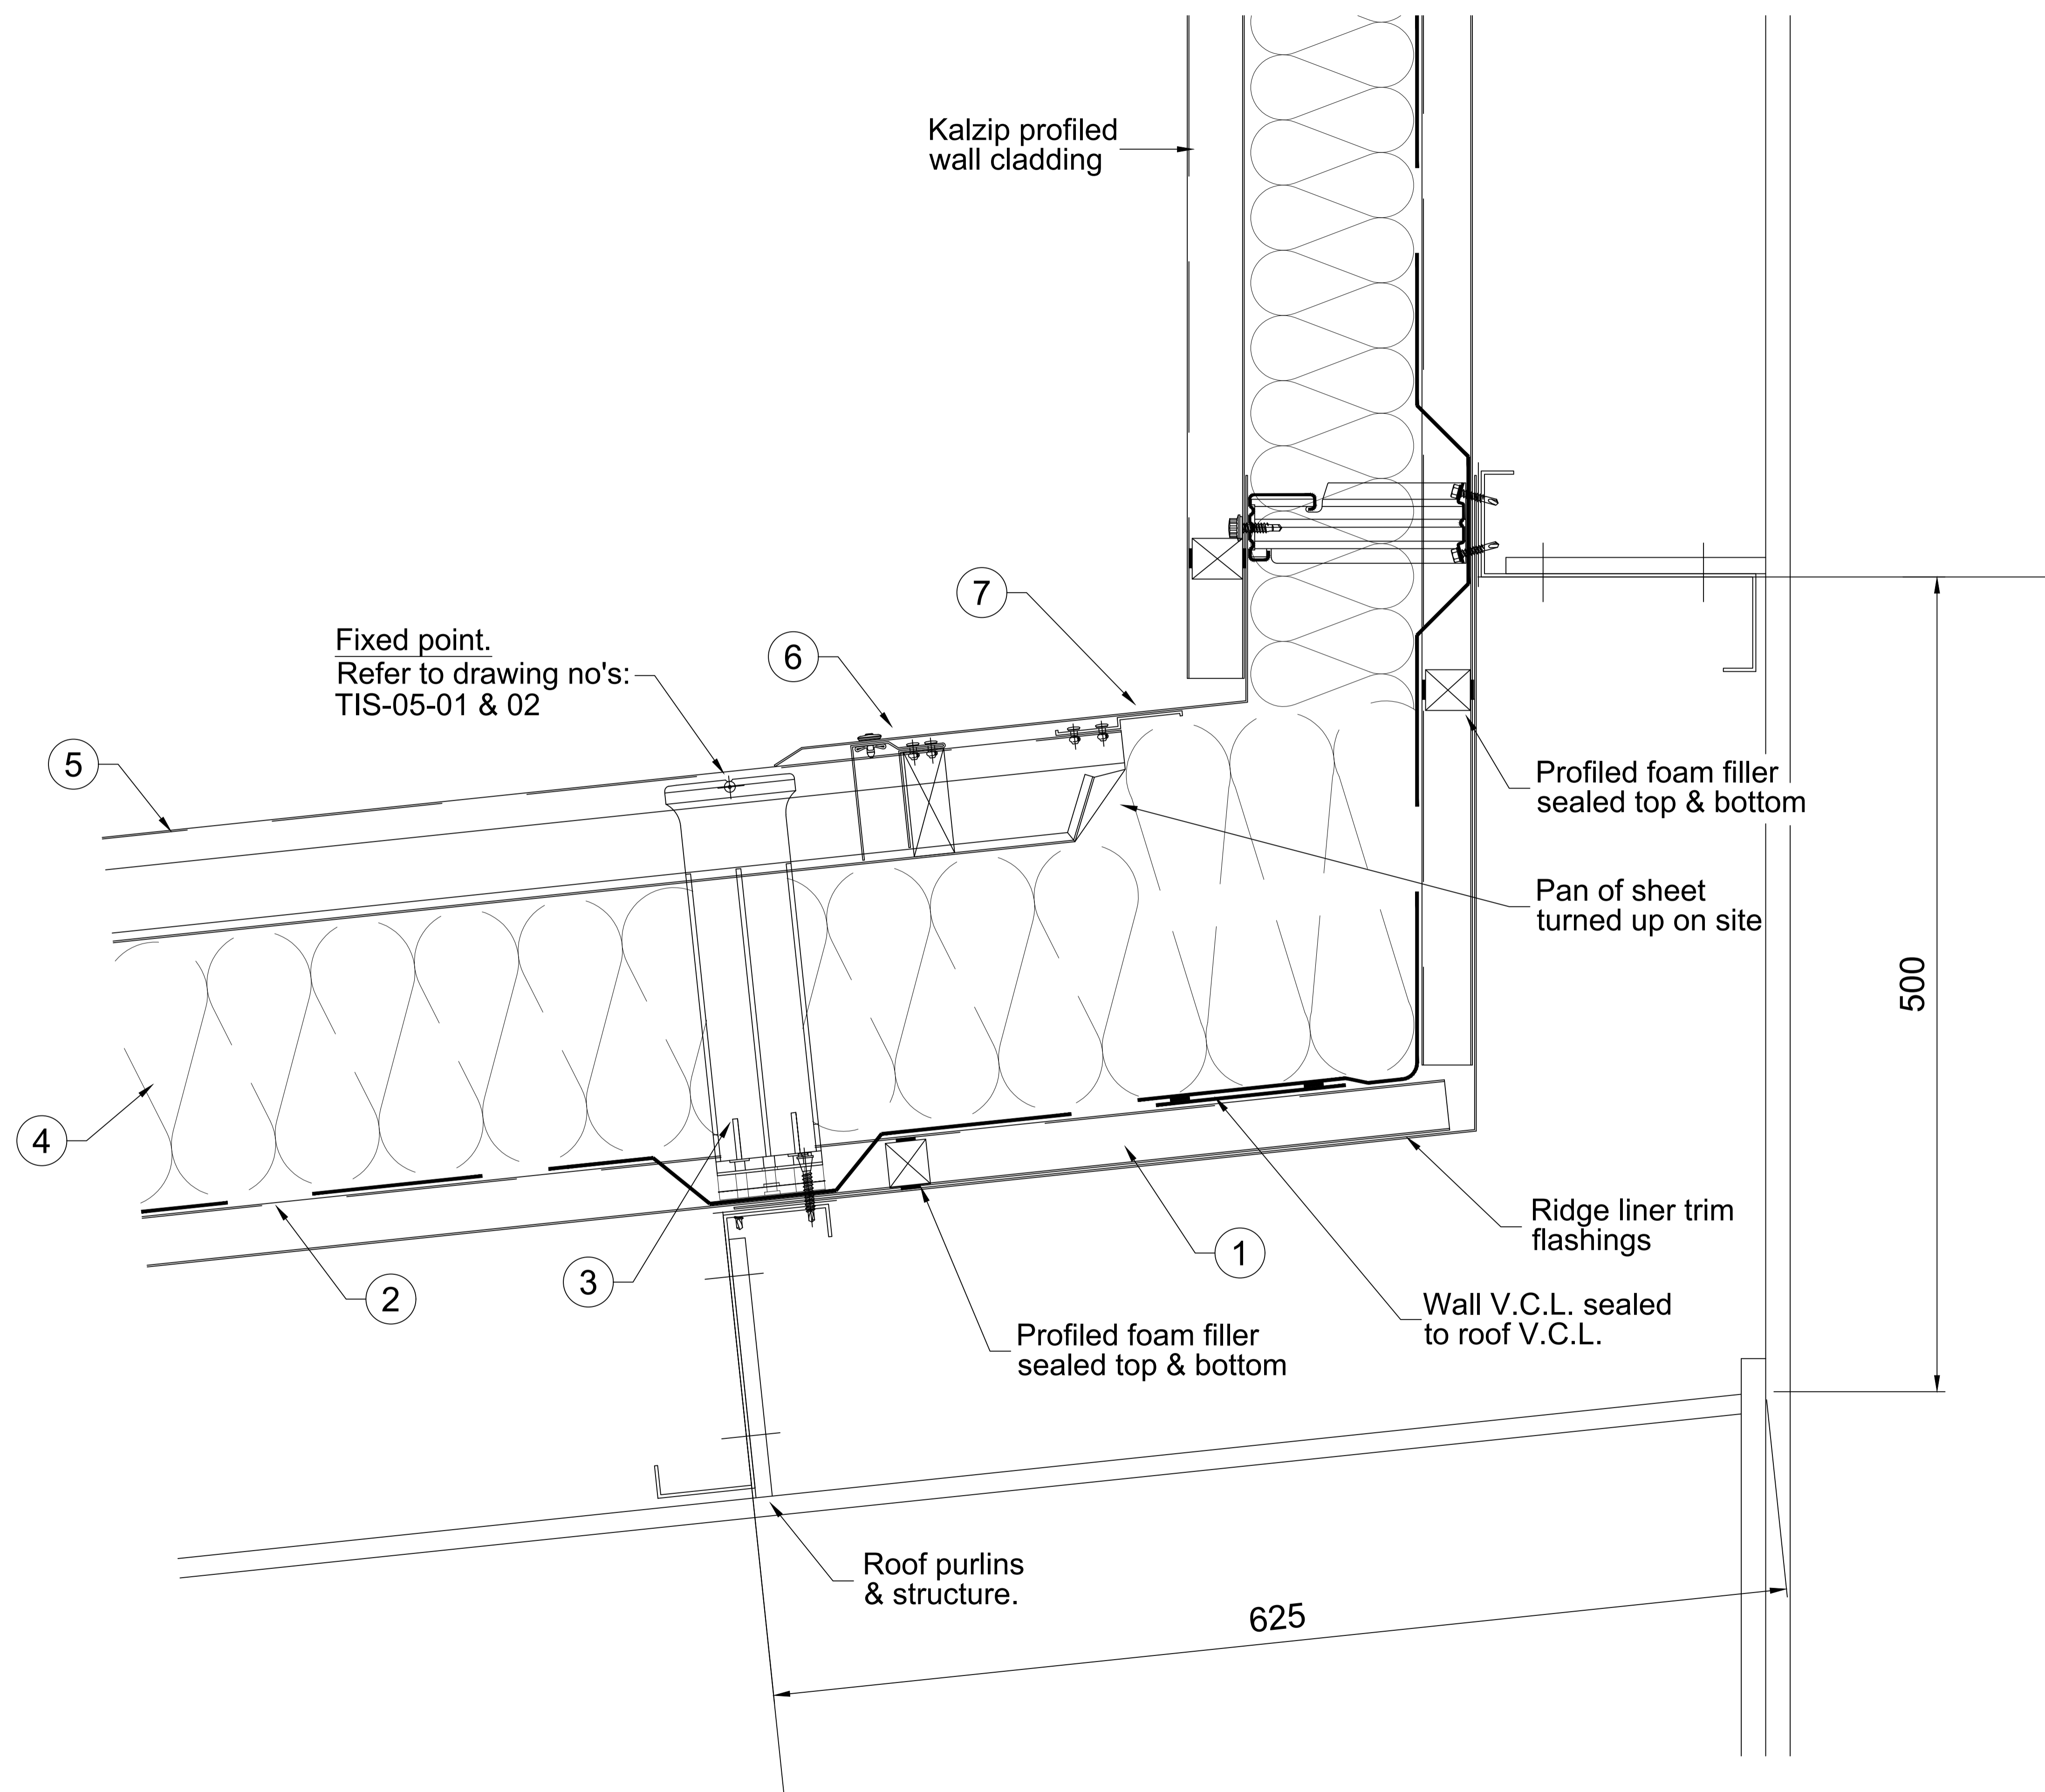 Kalzip profiled
wall cladding
7
Fixed point.
Refer to drawing no's:
TIS-05-01 & 02
6
5
Profiled foam filler
sealed top & bottom
Pan of sheet
turned up on site
500
4
Ridge liner trim
flashings
1
3
2
Wall V.C.L. sealed
to roof V.C.L.
Profiled foam filler
sealed top & bottom
Roof purlins
& structure.
625